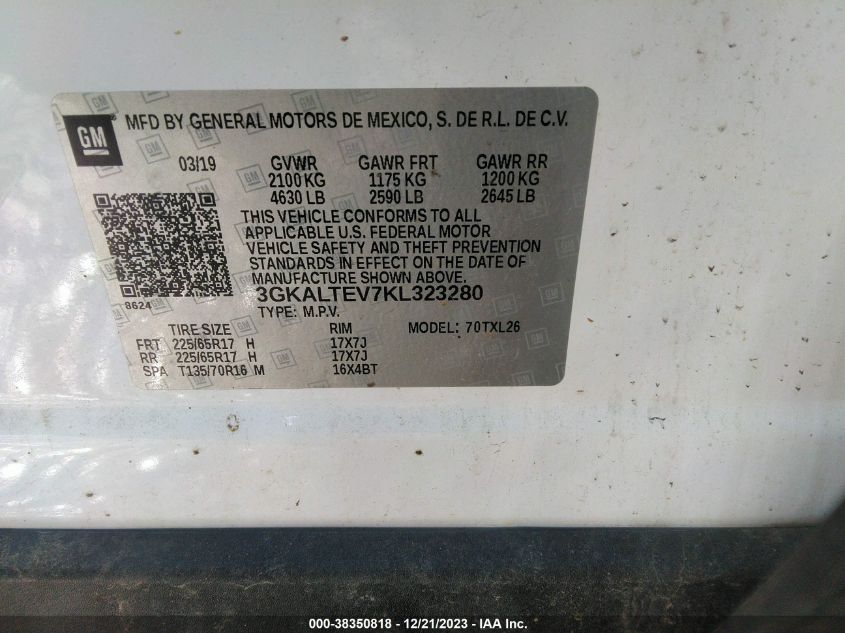 GM
MFD BY GENERAL MOTORS DE MEXICO, S. DE R.L. DE C.V.
03/19 GVWR GAWR FRT GAWR RR
2100 KG 1175 KG 1200 KG
4630 LB 2590 LB 2645 LB
THIS VEHICLE CONFORMS TO ALL
APPLICABLE U.S. FEDERAL MOTOR
VEHICLE SAFETY AND THEFT PREVENTION
STANDARDS IN EFFECT ON THE DATE OF
MANUFACTURE SHOWN ABOVE.
8624 3GKALTEV7KL323280
TYPE: M.P.V.
TIRE SIZE RIM MODEL: 70TXL26
FRT 225/65R17 H 17X7J
RR 225/65R17 H 17X7J
SPA T135/70R16 M 16X4BT
000-38350818 - 12/21/2023 - IAA Inc.